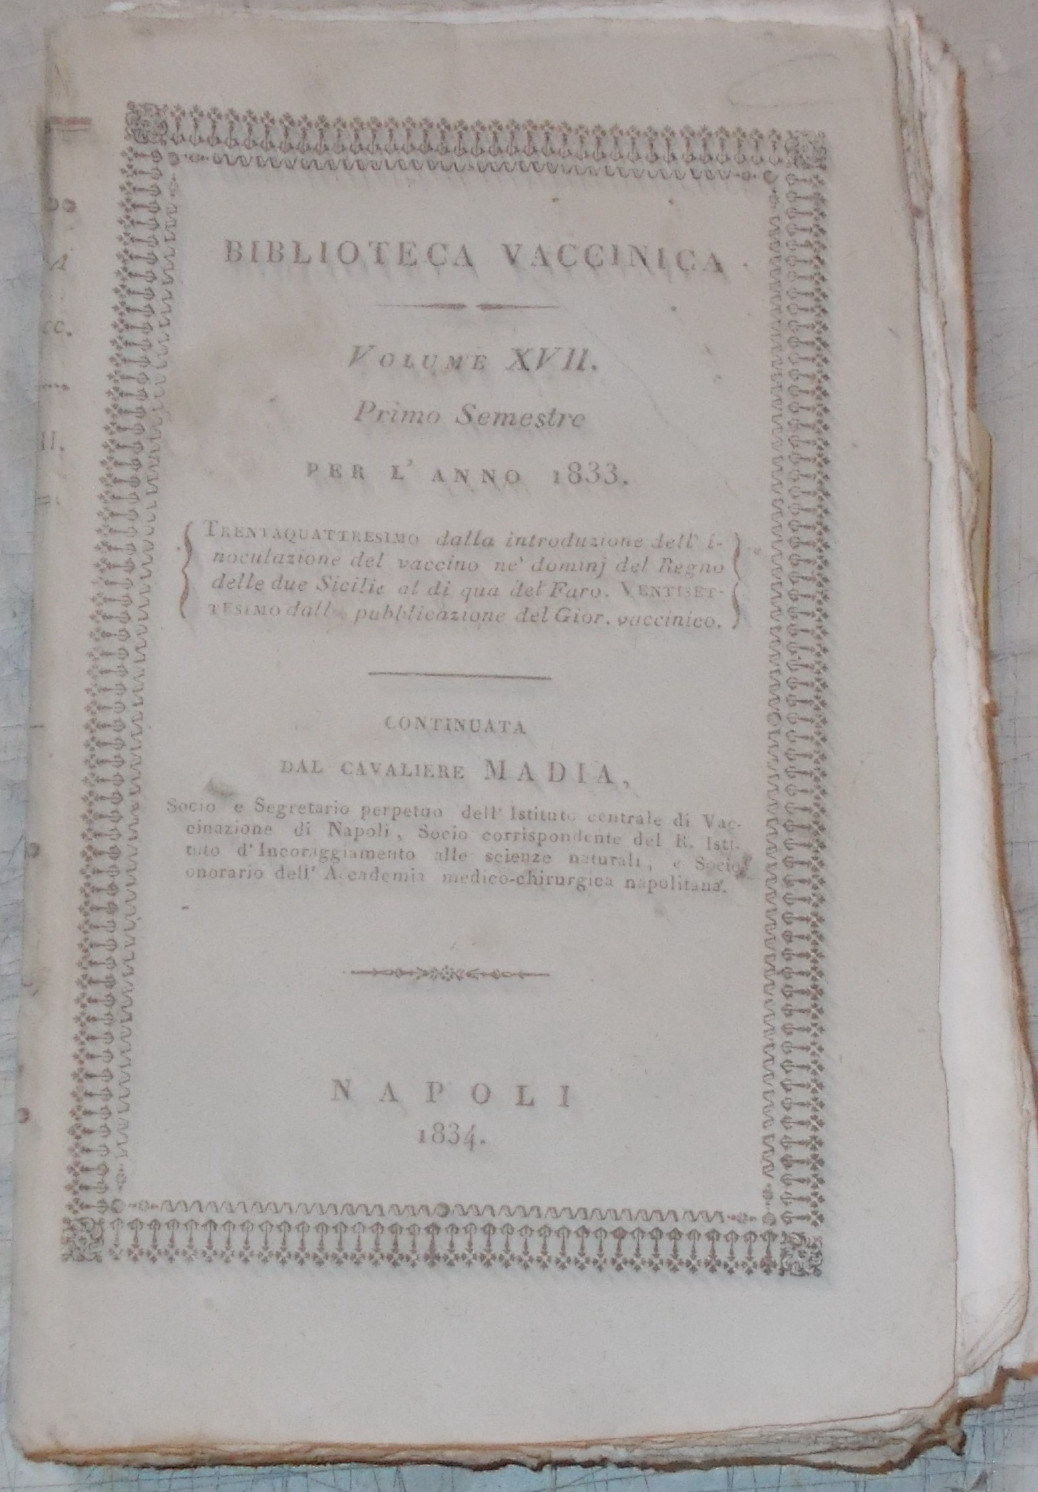 BIBLIOTECA VACCINICA
VOLUME XVII.
Primo Semestre
PER L' ANNO 1833.
TRENTAQUATTRESIMO dalla introduzione dell' i-
noculazione del vaccino ne' dominj del Regno
delle due Sicilie al di qua del Faro. VENTISET-
TESIMO dalla pubblicazione del Gior. vaccinico.
CONTINUATA
DAL CAVALIERE MADIA,
Socio e Segretario perpetuo dell' Istituto centrale di Vac-
cinazione di Napoli, Socio corrispondente del R. Isti-
tuto d' Incoraggiamento alle scienze naturali, e Socio
onorario dell' Accademia medico-chirurgica napolitana.
NAPOLI
1834.